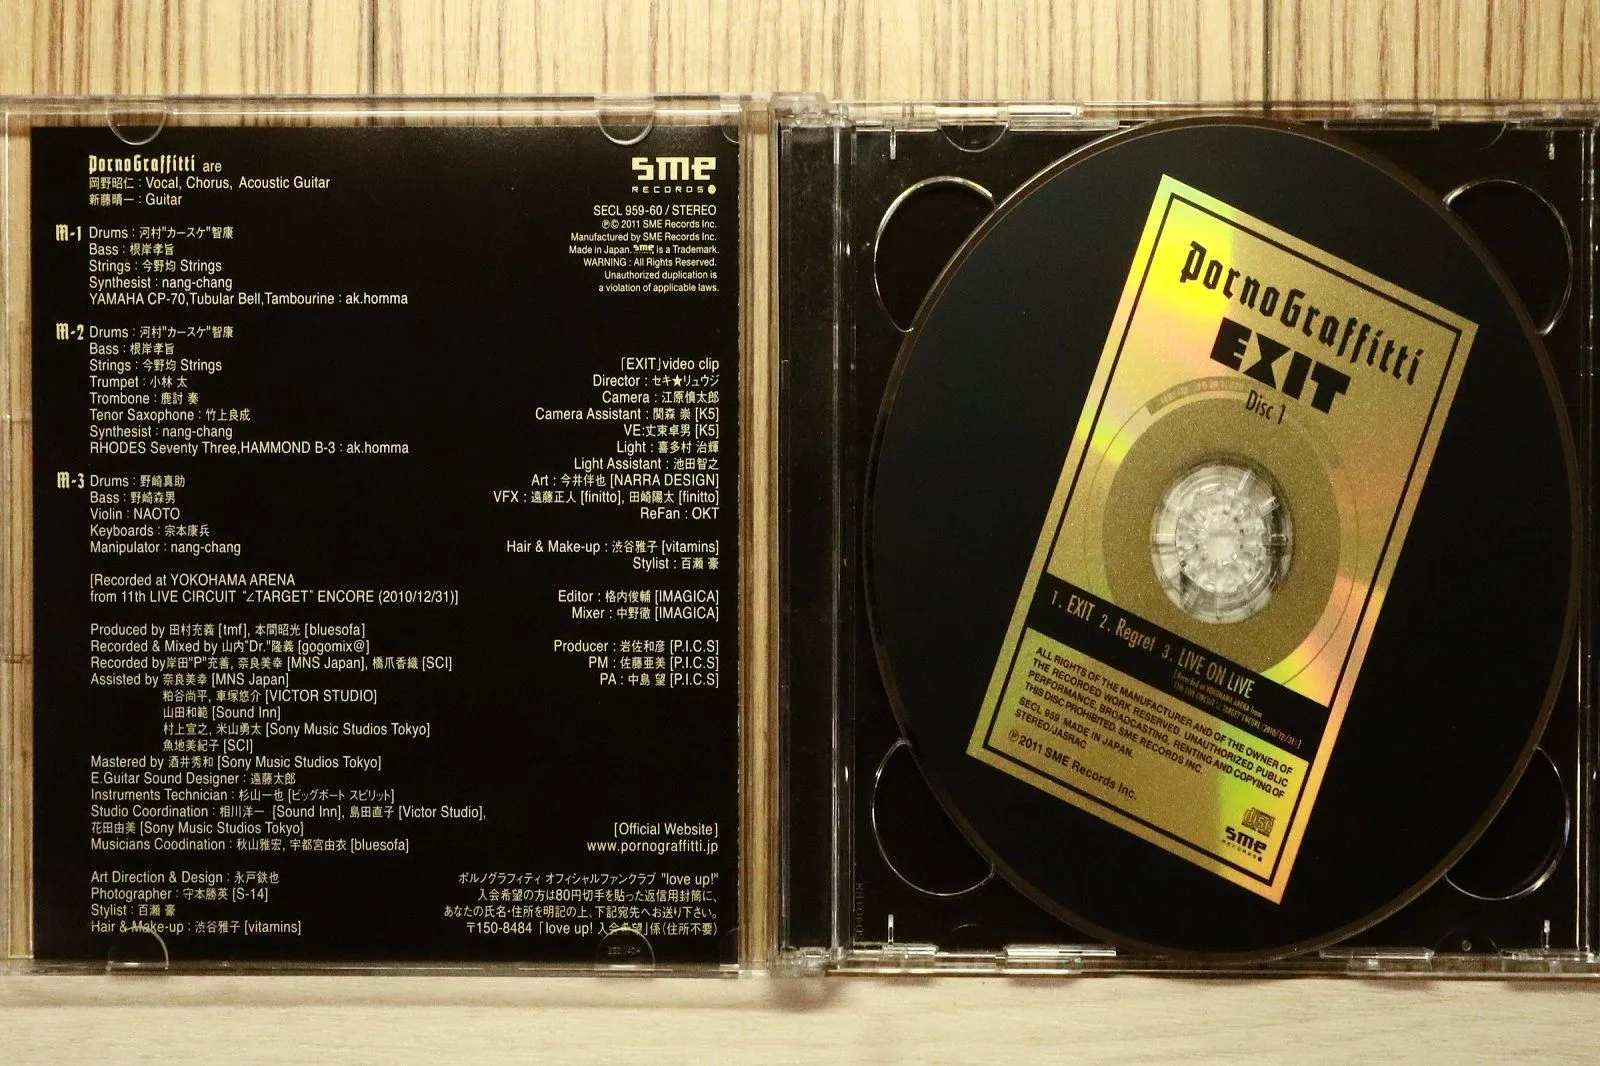 PornoGraffitti are
岡野昭仁 : Vocal, Chorus, Acoustic Guitar
新藤晴一 : Guitar
M-1 Drums : 河村"カースケ"智康
Bass : 根岸孝旨
Strings : 今野均 Strings
Synthesist : nang-chang
YAMAHA CP-70,Tubular Bell,Tambourine : ak.homma
M-2 Drums : 河村"カースケ"智康
Bass : 根岸孝旨
Strings : 今野均 Strings
Trumpet : 小林 太
Trombone : 鹿討 奏
Tenor Saxophone : 竹上良成
Synthesist : nang-chang
RHODES Seventy Three,HAMMOND B-3 : ak.homma
M-3 Drums : 野崎真助
Bass : 野崎森男
Violin : NAOTO
Keyboards : 宗本康兵
Manipulator : nang-chang
[Recorded at YOKOHAMA ARENA
from 11th LIVE CIRCUIT "∠TARGET" ENCORE (2010/12/31)]
Produced by 田村充義 [tmf], 本間昭光 [bluesofa]
Recorded & Mixed by 山内"Dr."隆義 [gogomix@]
Recorded by岸田"P"充善, 奈良美幸 [MNS Japan], 橋爪香織 [SCI]
Assisted by 奈良美幸 [MNS Japan]
粕谷尚平, 車塚悠介 [VICTOR STUDIO]
山田和範 [Sound Inn]
村上宣之, 米山勇太 [Sony Music Studios Tokyo]
魚地美紀子 [SCI]
Mastered by 酒井秀和 [Sony Music Studios Tokyo]
E.Guitar Sound Designer : 遠藤太郎
Instruments Technician : 杉山一也 [ビッグボート スピリット]
Studio Coordination : 相川洋一 [Sound Inn], 島田直子 [Victor Studio],
花田由美 [Sony Music Studios Tokyo]
Musicians Coodination : 秋山雅宏, 宇都宮由衣 [bluesofa]
Art Direction & Design : 永戸鉄也
Photographer : 守本勝英 [S-14]
Stylist : 百瀬 豪
Hair & Make-up : 渋谷雅子 [vitamins]
sme
RECORDS
SECL 959-60 / STEREO
℗© 2011 SME Records Inc.
Manufactured by SME Records Inc.
Made in Japan. sme is a Trademark.
WARNING : All Rights Reserved.
Unauthorized duplication is
a violation of applicable laws.
「EXIT」video clip
Director : セキ★リュウジ
Camera : 江原慎太郎
Camera Assistant : 関森 崇 [K5]
VE:丈束卓男 [K5]
Light : 喜多村 治輝
Light Assistant : 池田智之
Art : 今井伴也 [NARRA DESIGN]
VFX : 遠藤正人 [finitto], 田崎陽太 [finitto]
ReFan : OKT
Hair & Make-up : 渋谷雅子 [vitamins]
Stylist : 百瀬 豪
Editor : 格内俊輔 [IMAGICA]
Mixer : 中野徹 [IMAGICA]
Producer : 岩佐和彦 [P.I.C.S]
PM : 佐藤亜美 [P.I.C.S]
PA : 中島 望 [P.I.C.S]
[Official Website]
www.pornograffitti.jp
ポルノグラフィティ オフィシャルファンクラブ "love up!"
入会希望の方は80円切手を貼った返信用封筒に、
あなたの氏名・住所を明記の上、下記宛先へお送り下さい。
〒150-8484 「love up! 入会希望」係(住所不要)
PornoGraffitti
EXIT
Disc 1
1. EXIT 2. Regret 3. LIVE ON LIVE
[Recorded at YOKOHAMA ARENA from
11th LIVE CIRCUIT "∠TARGET" ENCORE (2010/12/31)]
ALL RIGHTS OF THE MANUFACTURER AND OF THE OWNER OF
THE RECORDED WORK RESERVED. UNAUTHORIZED PUBLIC
PERFORMANCE, BROADCASTING, RENTING AND COPYING OF
THIS DISC PROHIBITED. SME RECORDS INC.
SECL 959 MADE IN JAPAN.
STEREO/JASRAC
℗2011 SME Records Inc.
COMPACT disc DIGITAL AUDIO
sme
RECORDS